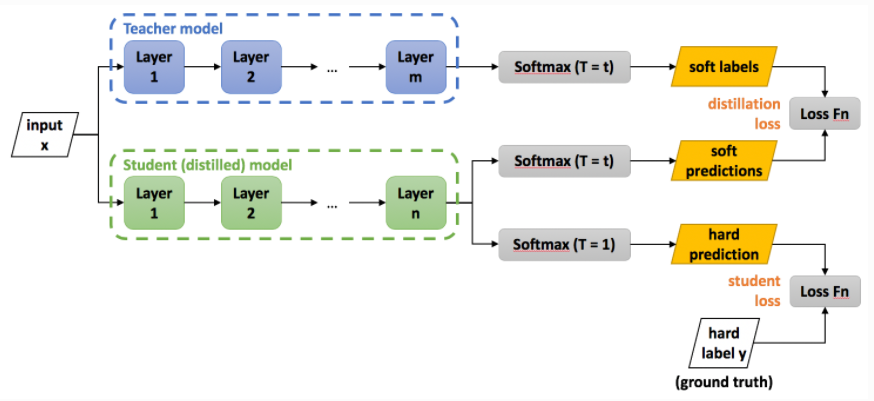 Teacher model
Layer
1
Layer
2
...
Layer
m
Softmax (T = t)
soft labels
input
x
distillation
loss
Loss Fn
Student (distilled) model
Layer
1
Layer
2
...
Layer
n
Softmax (T = t)
soft
predictions
Softmax (T = 1)
hard
prediction
student
loss
Loss Fn
hard
label y
(ground truth)